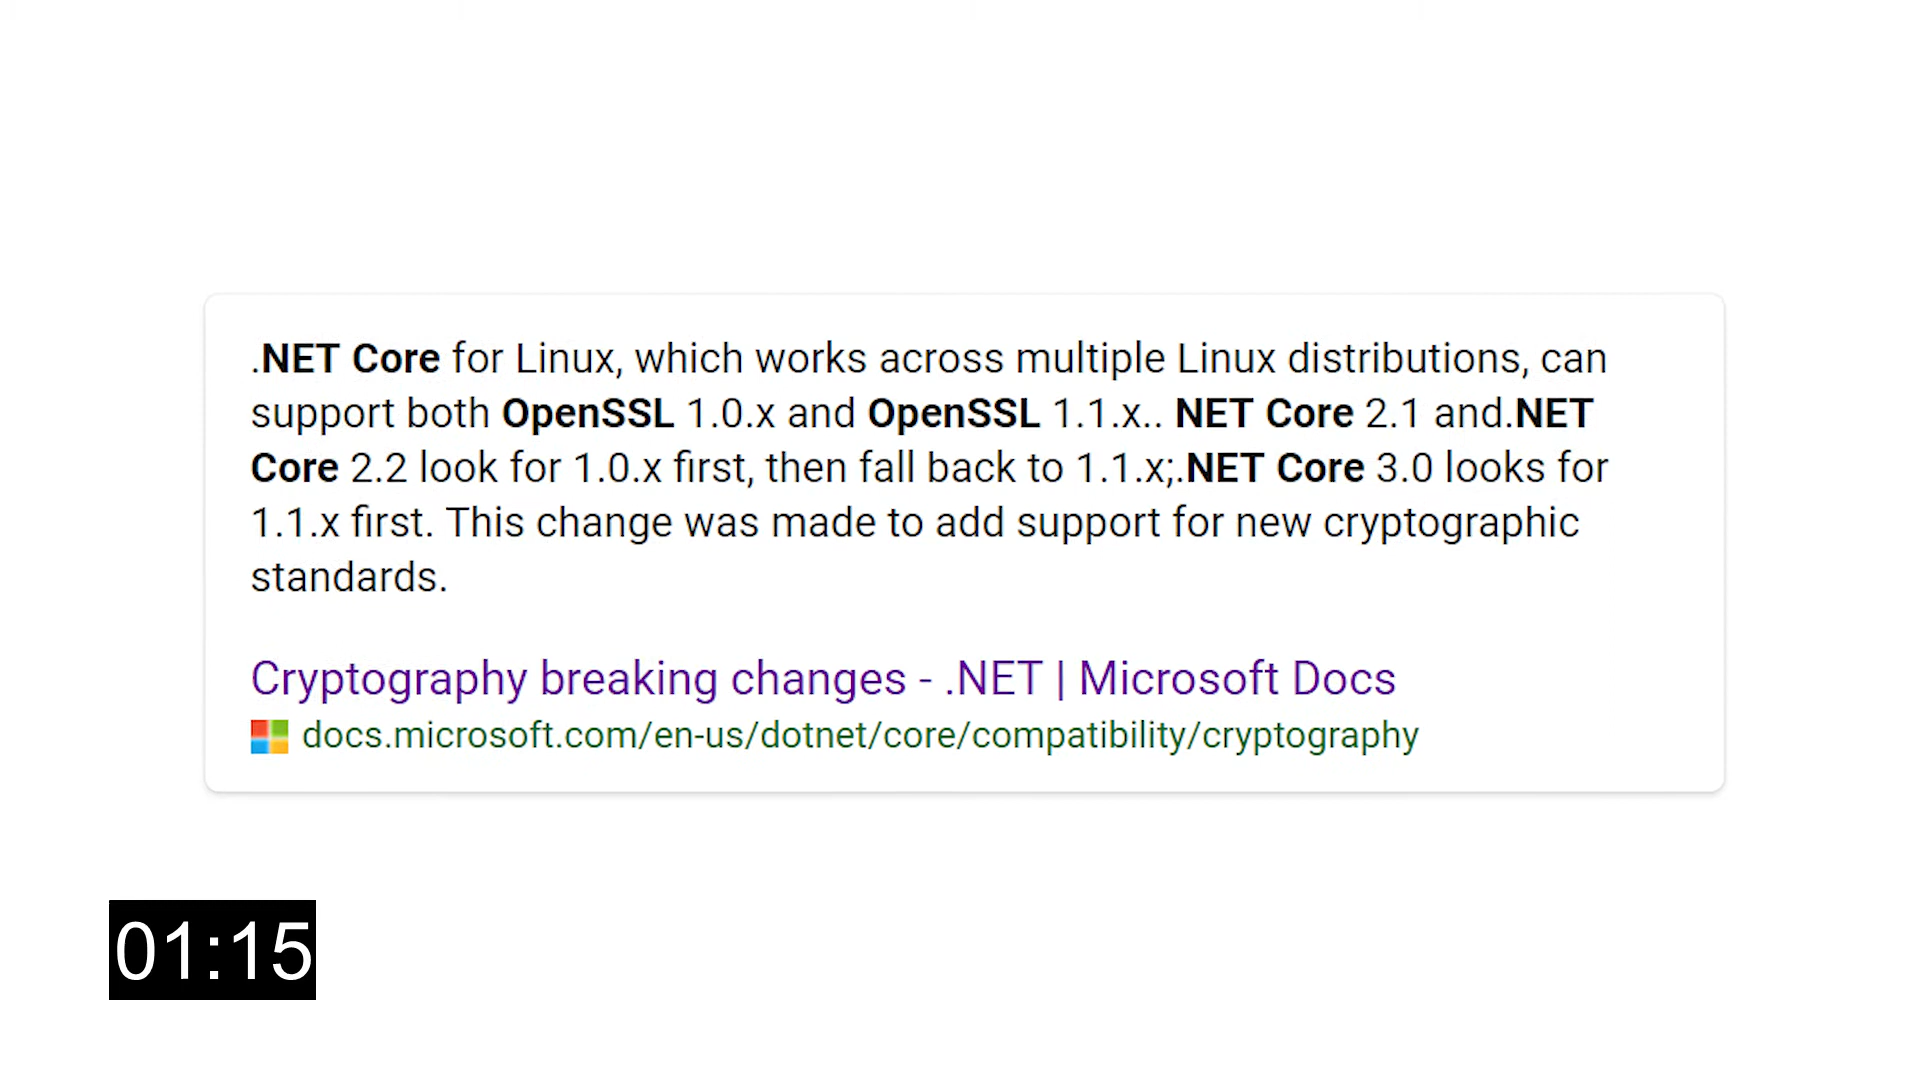 .NET Core for Linux, which works across multiple Linux distributions, can
support both OpenSSL 1.0.x and OpenSSL 1.1.x.. NET Core 2.1 and.NET
Core 2.2 look for 1.0.x first, then fall back to 1.1.x;.NET Core 3.0 looks for
1.1.x first. This change was made to add support for new cryptographic
standards.
Cryptography breaking changes - .NET | Microsoft Docs
docs.microsoft.com/en-us/dotnet/core/compatibility/cryptography
01:15